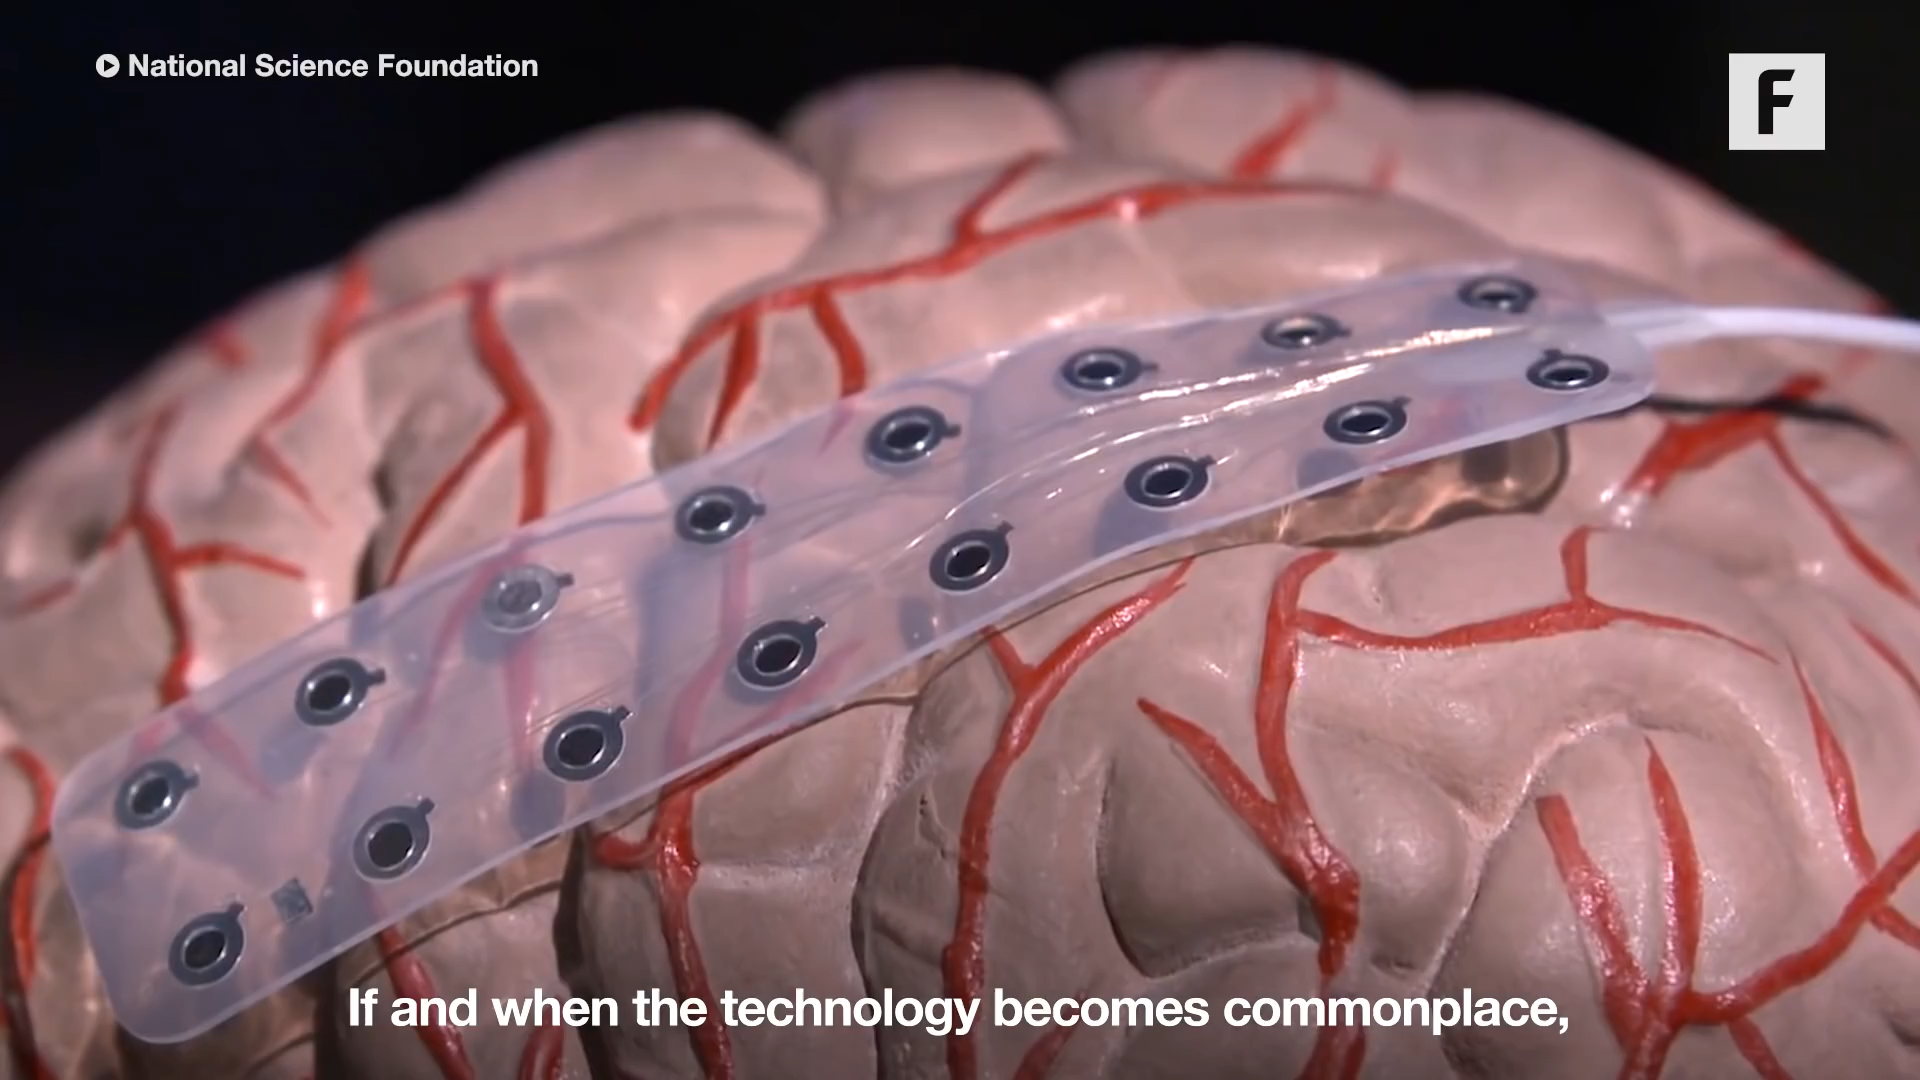 National Science Foundation
F
If and when the technology becomes commonplace,